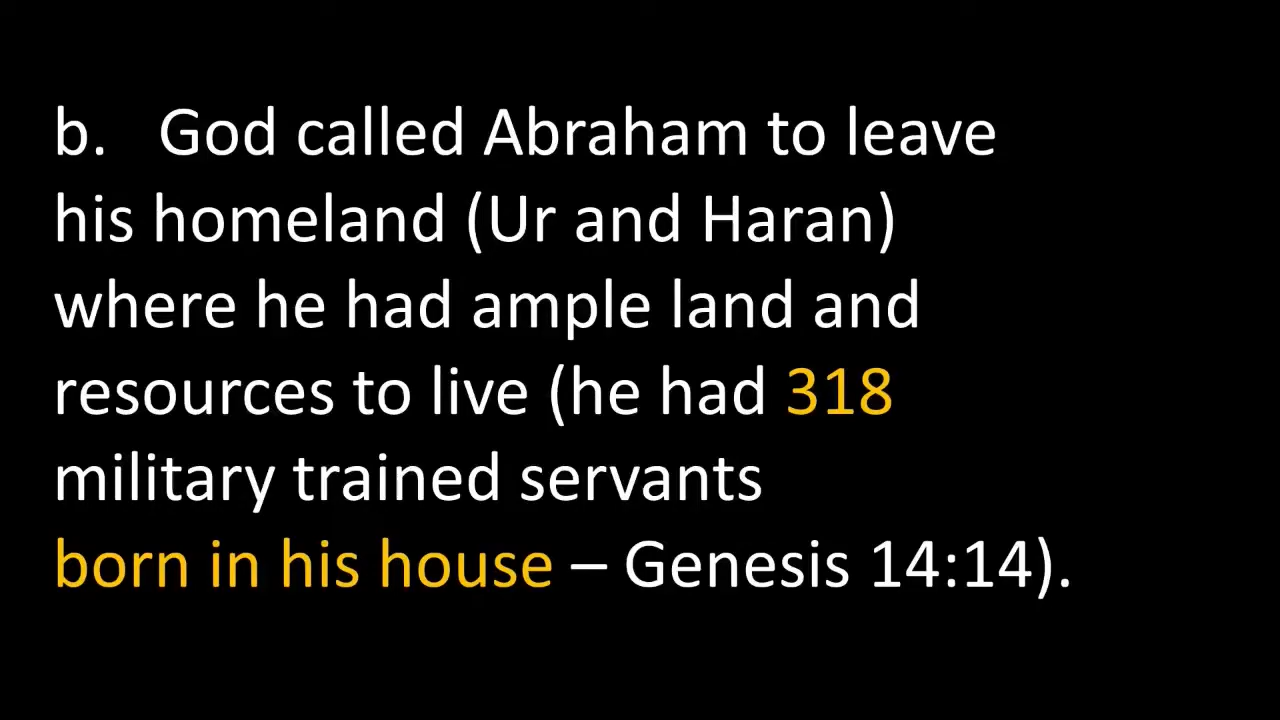 b. God called Abraham to leave
his homeland (Ur and Haran)
where he had ample land and
resources to live (he had 318
military trained servants
born in his house – Genesis 14:14).